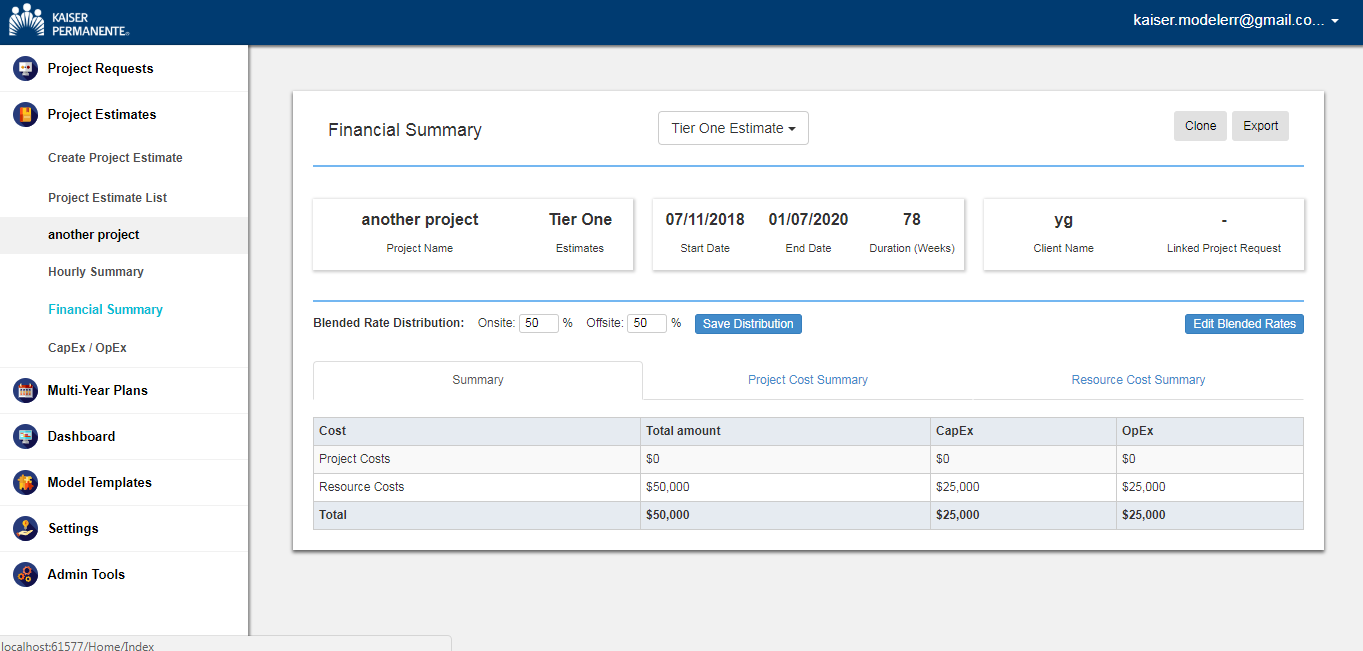 KAISER
PERMANENTE®
kaiser.modelerr@gmail.co...
Project Requests
Project Estimates
Create Project Estimate
Project Estimate List
another project
Hourly Summary
Financial Summary
CapEx / OpEx
Multi-Year Plans
Dashboard
Model Templates
Settings
Admin Tools
Financial Summary
Tier One Estimate
Clone Export
another project Tier One
Project Name Estimates
07/11/2018 01/07/2020 78
Start Date End Date Duration (Weeks)
yg -
Client Name Linked Project Request
Blended Rate Distribution: Onsite: 50 % Offsite: 50 % Save Distribution Edit Blended Rates
Summary Project Cost Summary Resource Cost Summary
Cost Total amount CapEx OpEx
Project Costs $0 $0 $0
Resource Costs $50,000 $25,000 $25,000
Total $50,000 $25,000 $25,000
localhost:61577/Home/Index